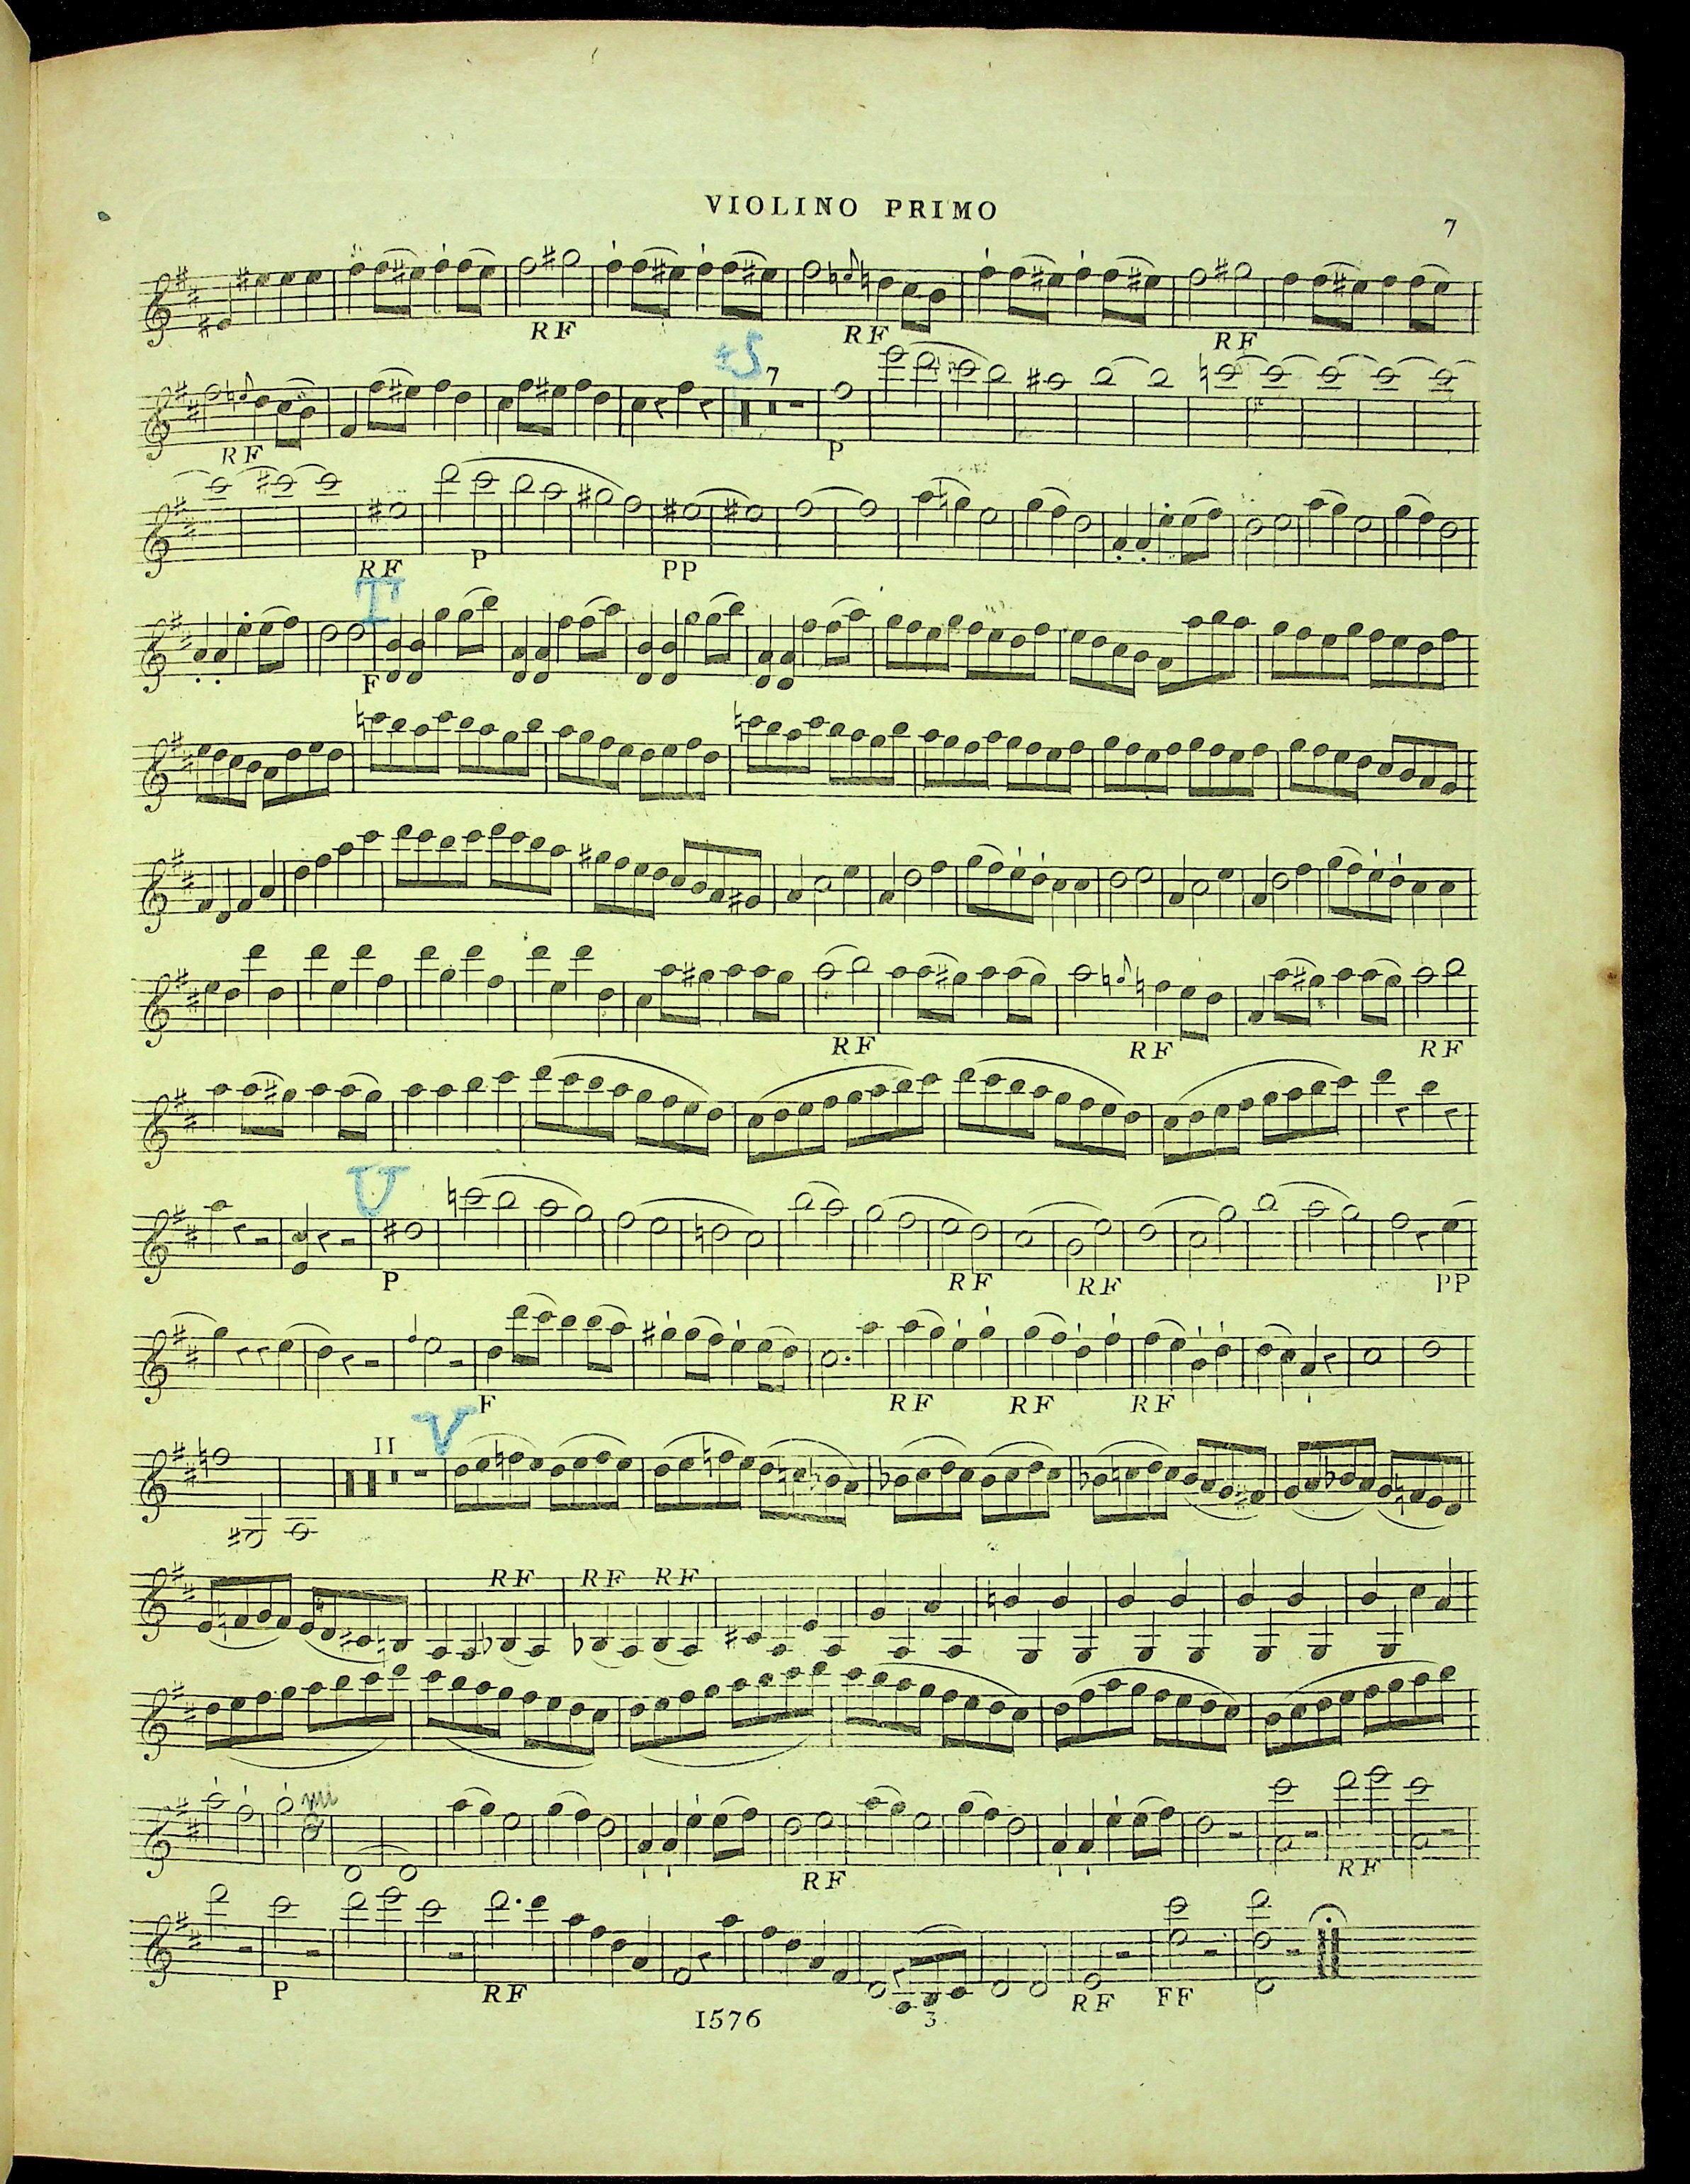 VIOLINO PRIMO
7
RF RF RF
S
7
RF P
RF P PP
T
F
RF RF RF
U
P RF RF PP
F RF RF RF
V
11
RF RF RF
mi
RF RF
P RF 3 RF FF
1576